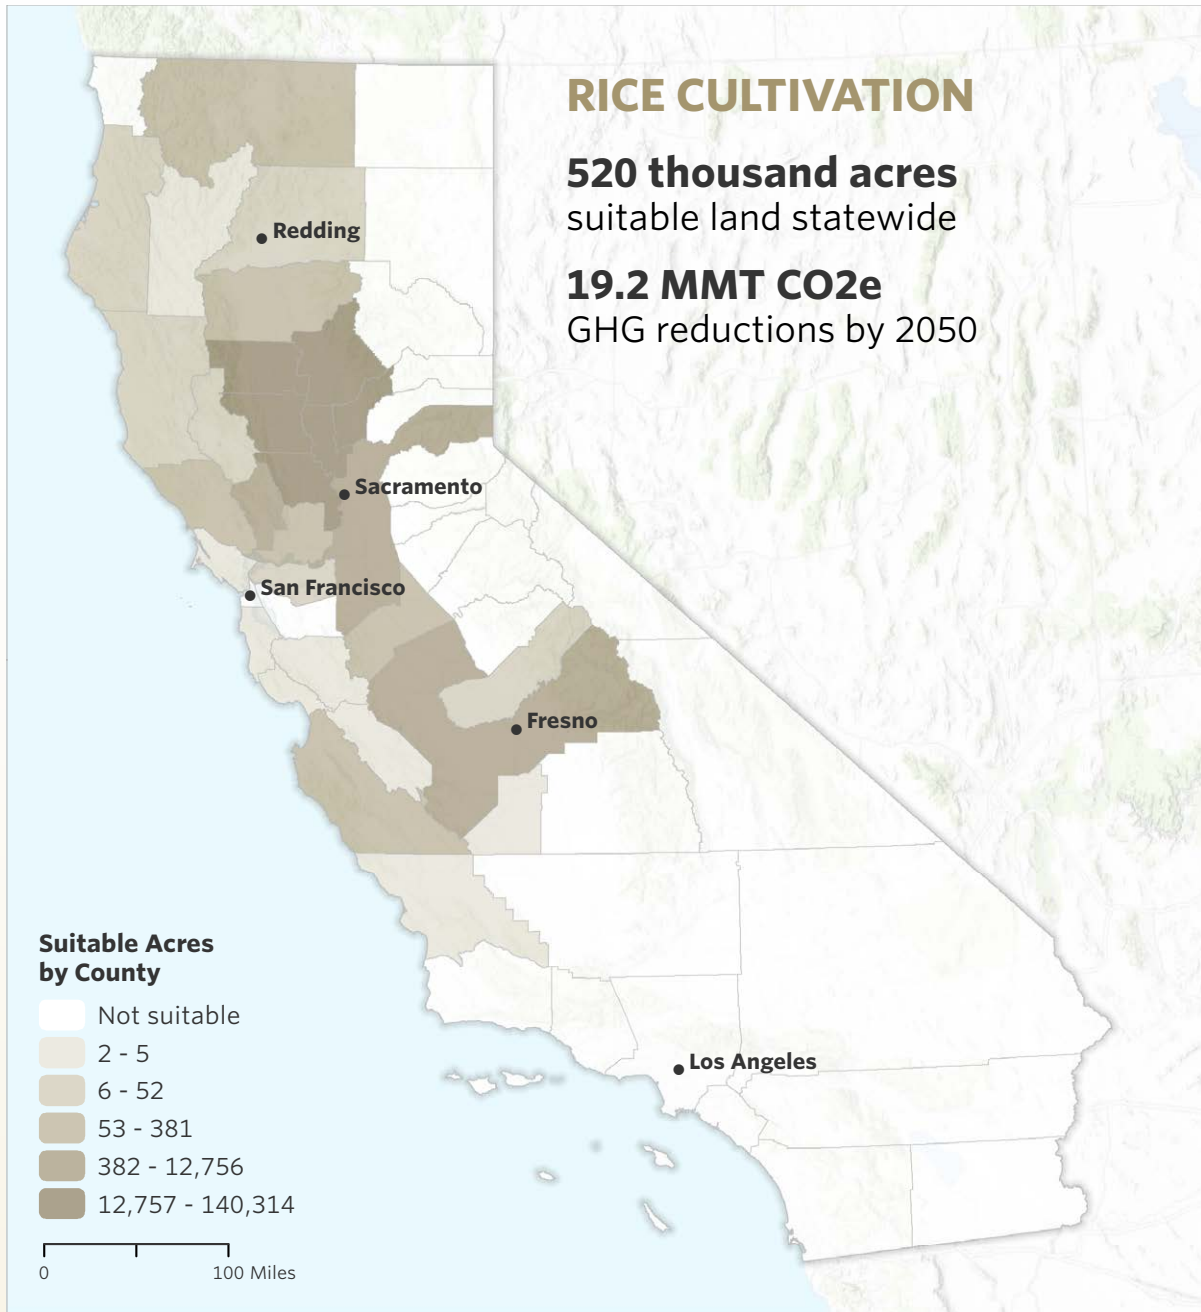 RICE CULTIVATION
520 thousand acres
suitable land statewide
19.2 MMT CO2e
GHG reductions by 2050
Redding
Sacramento
San Francisco
Fresno
Los Angeles
Suitable Acres
by County
Not suitable
2 - 5
6 - 52
53 - 381
382 - 12,756
12,757 - 140,314
0 100 Miles